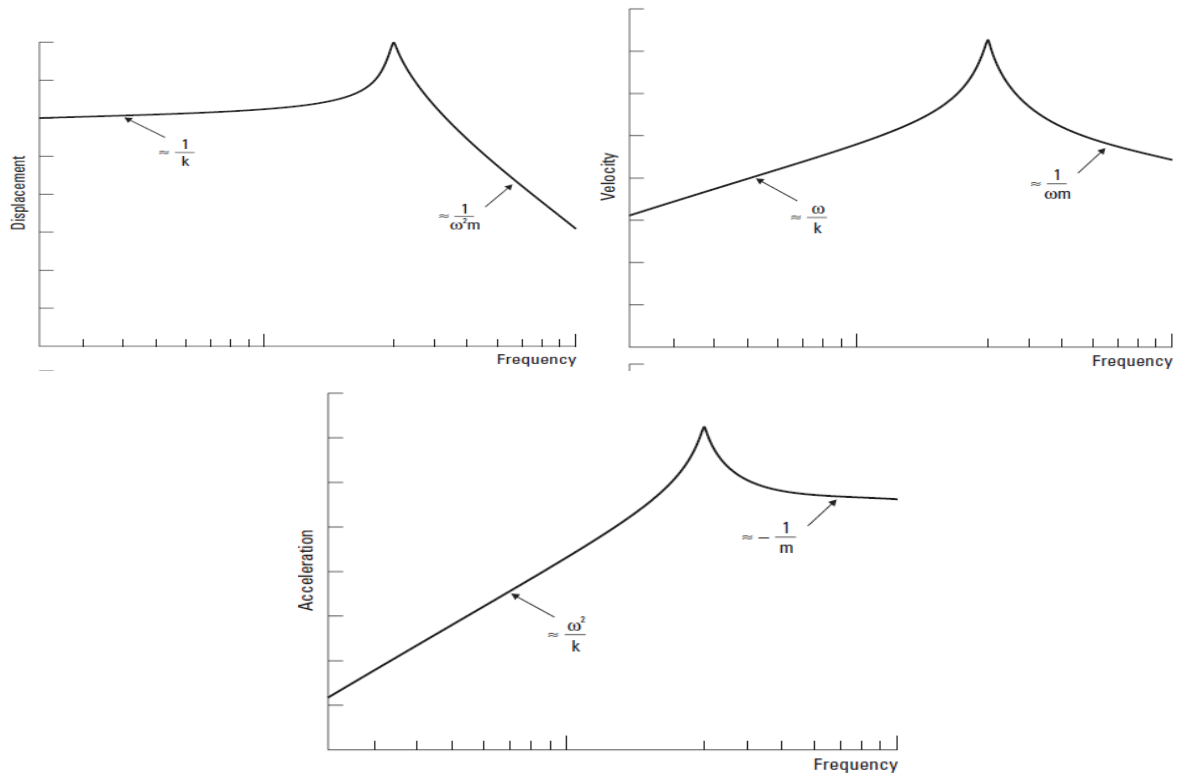 Displacement
≈ 1/k
≈ 1/ω²m
Frequency
Velocity
≈ ω/k
≈ 1/ωm
Frequency
Acceleration
≈ ω²/k
≈ − 1/m
Frequency